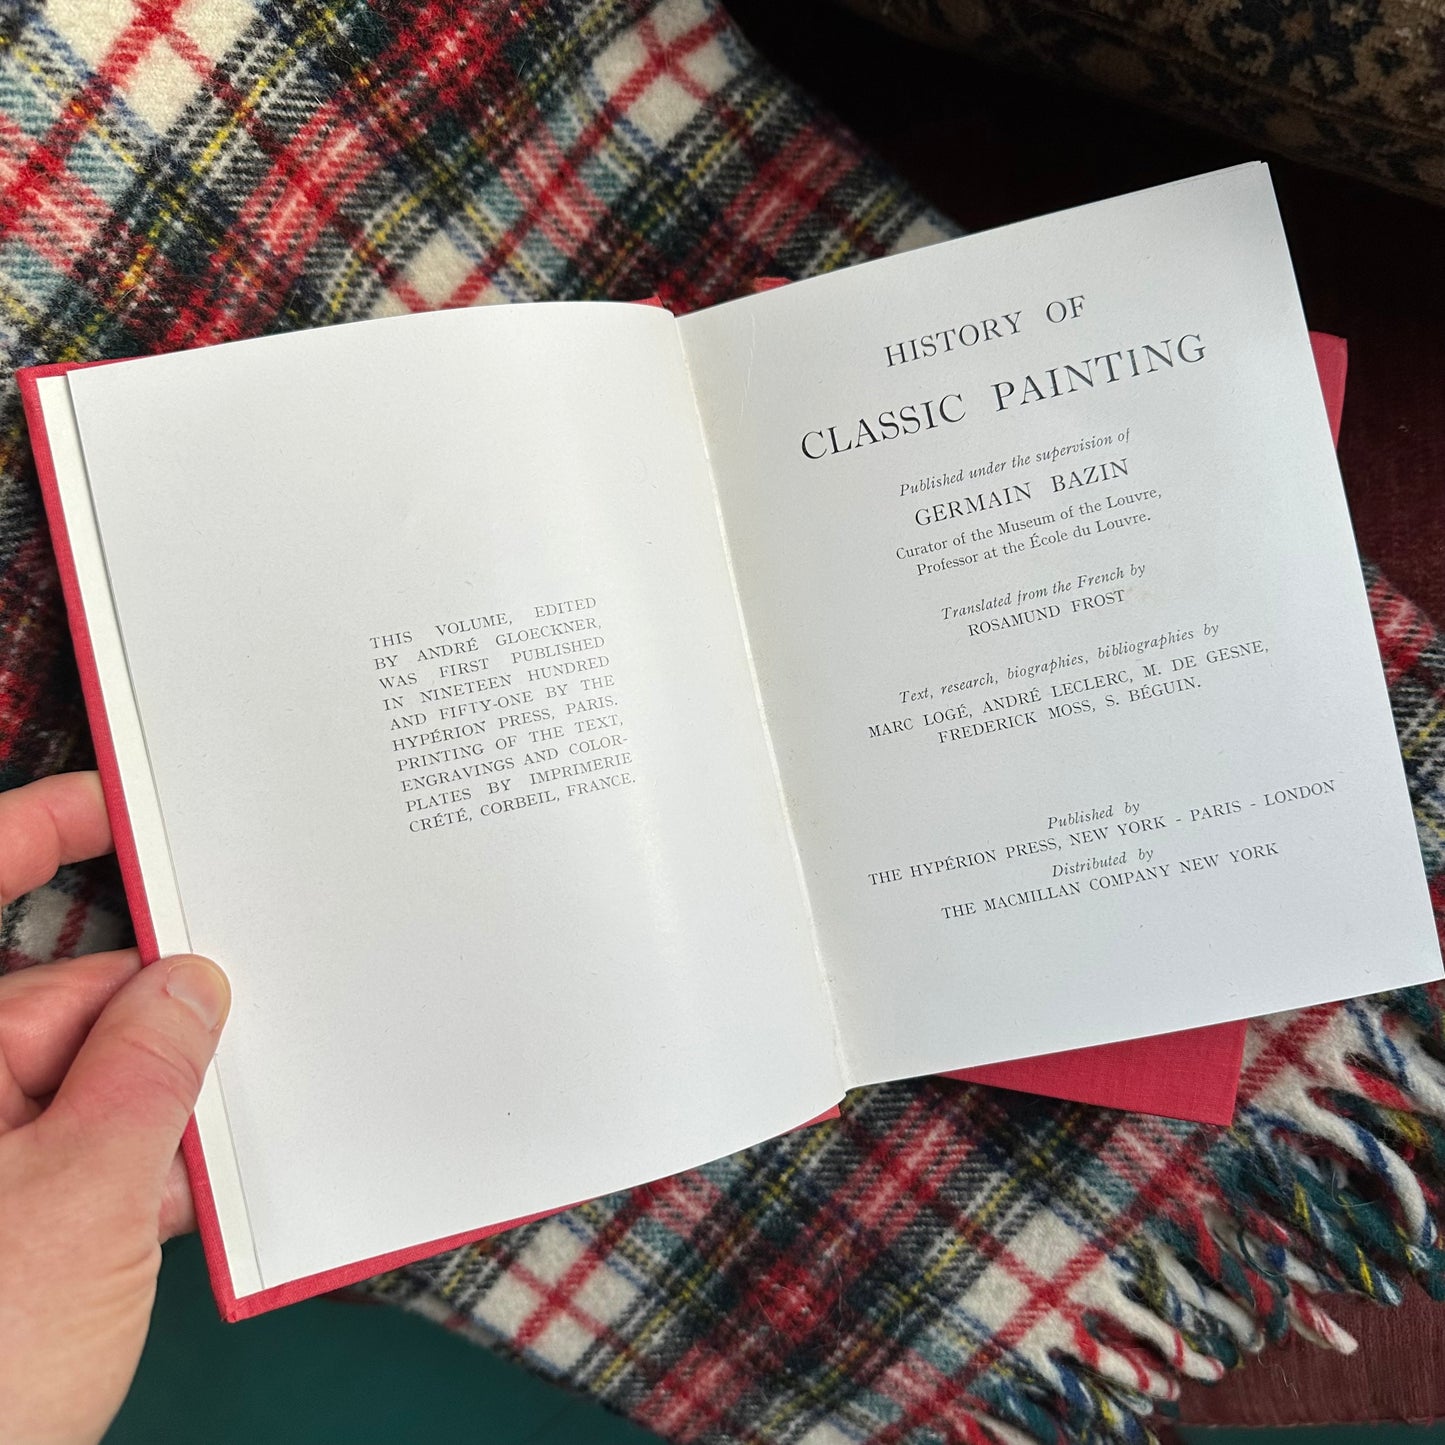 THIS VOLUME, EDITED
BY ANDRÉ GLOECKNER,
WAS FIRST PUBLISHED
IN NINETEEN HUNDRED
AND FIFTY-ONE BY THE
HYPÉRION PRESS, PARIS.
PRINTING OF THE TEXT,
ENGRAVINGS AND COLOR-
PLATES BY IMPRIMERIE
CRÉTÉ, CORBEIL, FRANCE.
HISTORY OF
CLASSIC PAINTING
Published under the supervision of
GERMAIN BAZIN
Curator of the Museum of the Louvre,
Professor at the École du Louvre.
Translated from the French by
ROSAMUND FROST
Text, research, biographies, bibliographies by
MARC LOGÉ, ANDRÉ LECLERC, M. DE GESNE,
FREDERICK MOSS, S. BÉGUIN.
Published by
THE HYPÉRION PRESS, NEW YORK - PARIS - LONDON
Distributed by
THE MACMILLAN COMPANY NEW YORK